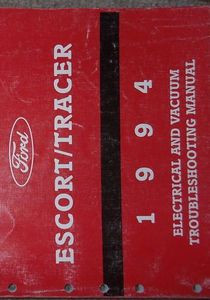 Ford
ESCORT/TRACER
1994
ELECTRICAL AND VACUUM
TROUBLESHOOTING MANUAL